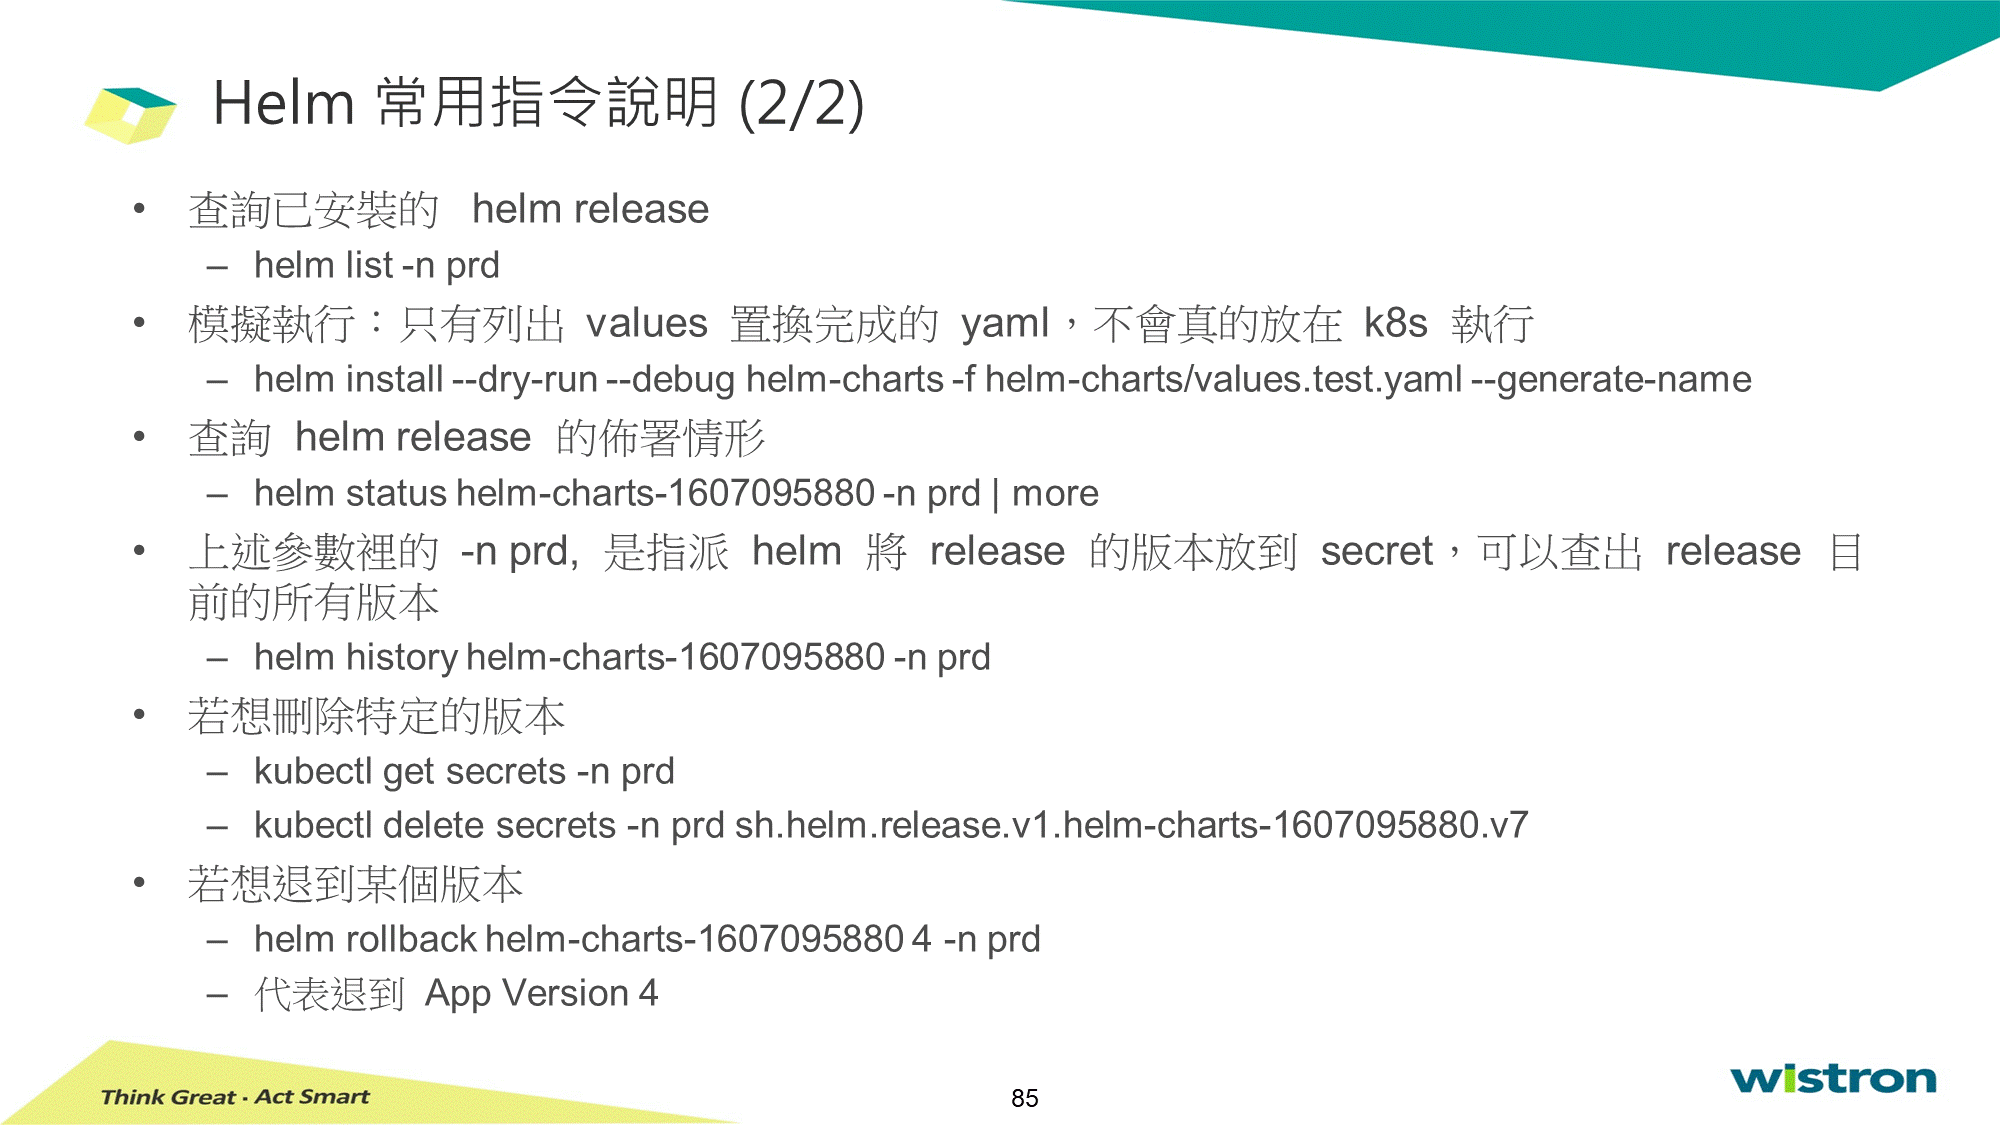 Helm 常用指令說明 (2/2)
• 查詢已安裝的 helm release
– helm list -n prd
• 模擬執行：只有列出 values 置換完成的 yaml，不會真的放在 k8s 執行
– helm install --dry-run --debug helm-charts -f helm-charts/values.test.yaml --generate-name
• 查詢 helm release 的佈署情形
– helm status helm-charts-1607095880 -n prd | more
• 上述參數裡的 -n prd, 是指派 helm 將 release 的版本放到 secret，可以查出 release 目
前的所有版本
– helm history helm-charts-1607095880 -n prd
• 若想刪除特定的版本
– kubectl get secrets -n prd
– kubectl delete secrets -n prd sh.helm.release.v1.helm-charts-1607095880.v7
• 若想退到某個版本
– helm rollback helm-charts-1607095880 4 -n prd
– 代表退到 App Version 4
Think Great · Act Smart
85
wistron